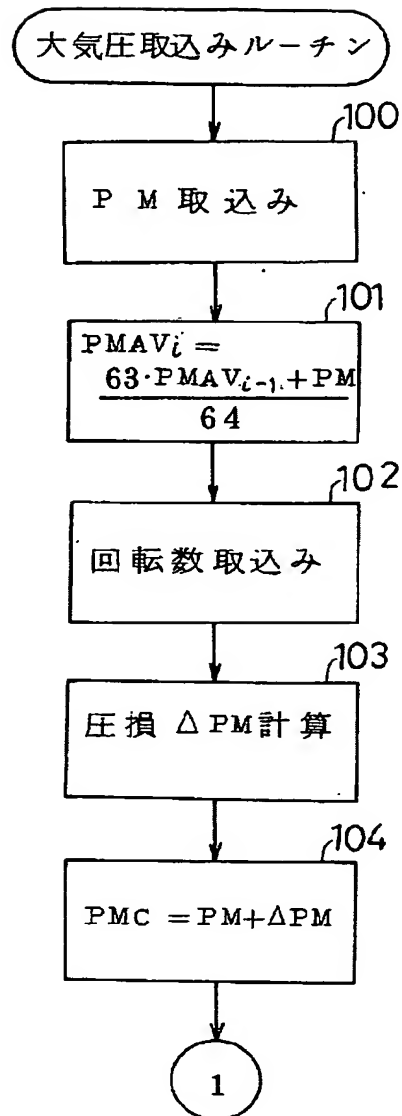 大気圧取込みルーチン
100
PM取込み
101
PMAVi =
63·PMAVi-1+PM
64
102
回転数取込み
103
圧損ΔPM計算
104
PMC =PM+ΔPM
1